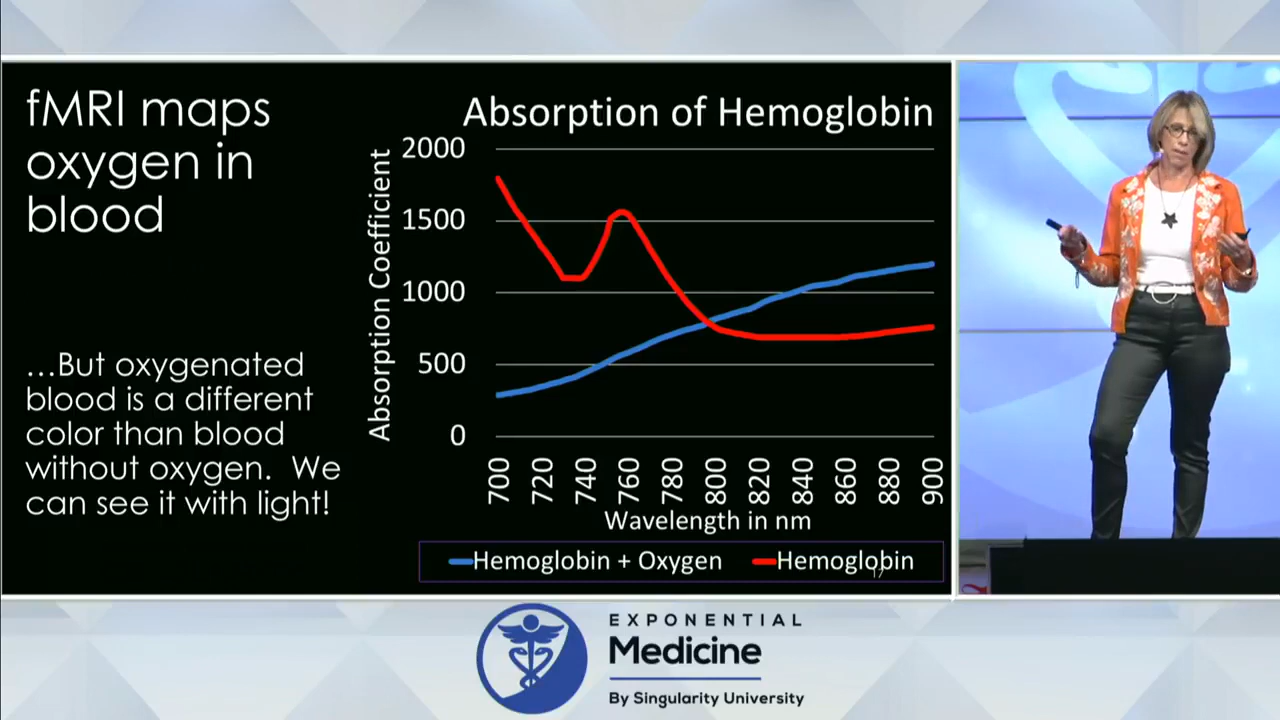 fMRI maps
oxygen in
blood
…But oxygenated
blood is a different
color than blood
without oxygen.  We
can see it with light!
Absorption of Hemoglobin
Absorption Coefficient
2000
1500
1000
500
0
700
720
740
760
780
800
820
840
860
880
900
Wavelength in nm
Hemoglobin + Oxygen
Hemoglobin
17
EXPONENTIAL
Medicine
By Singularity University